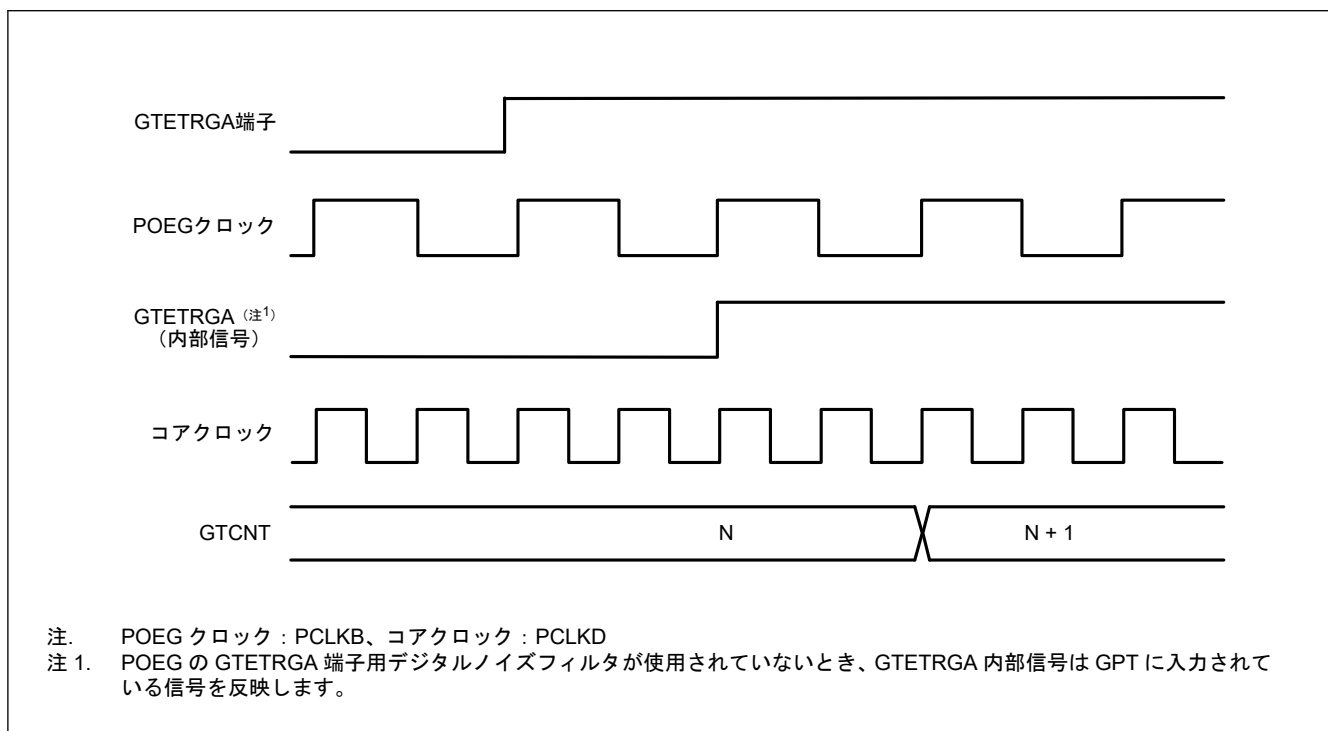 GTETRGA端子
POEGクロック
GTETRGA（注1）
（内部信号）
コアクロック
GTCNT N N + 1
注. POEG クロック：PCLKB、コアクロック：PCLKD
注 1. POEG の GTETRGA 端子用デジタルノイズフィルタが使用されていないとき、GTETRGA 内部信号は GPT に入力されて
いる信号を反映します。